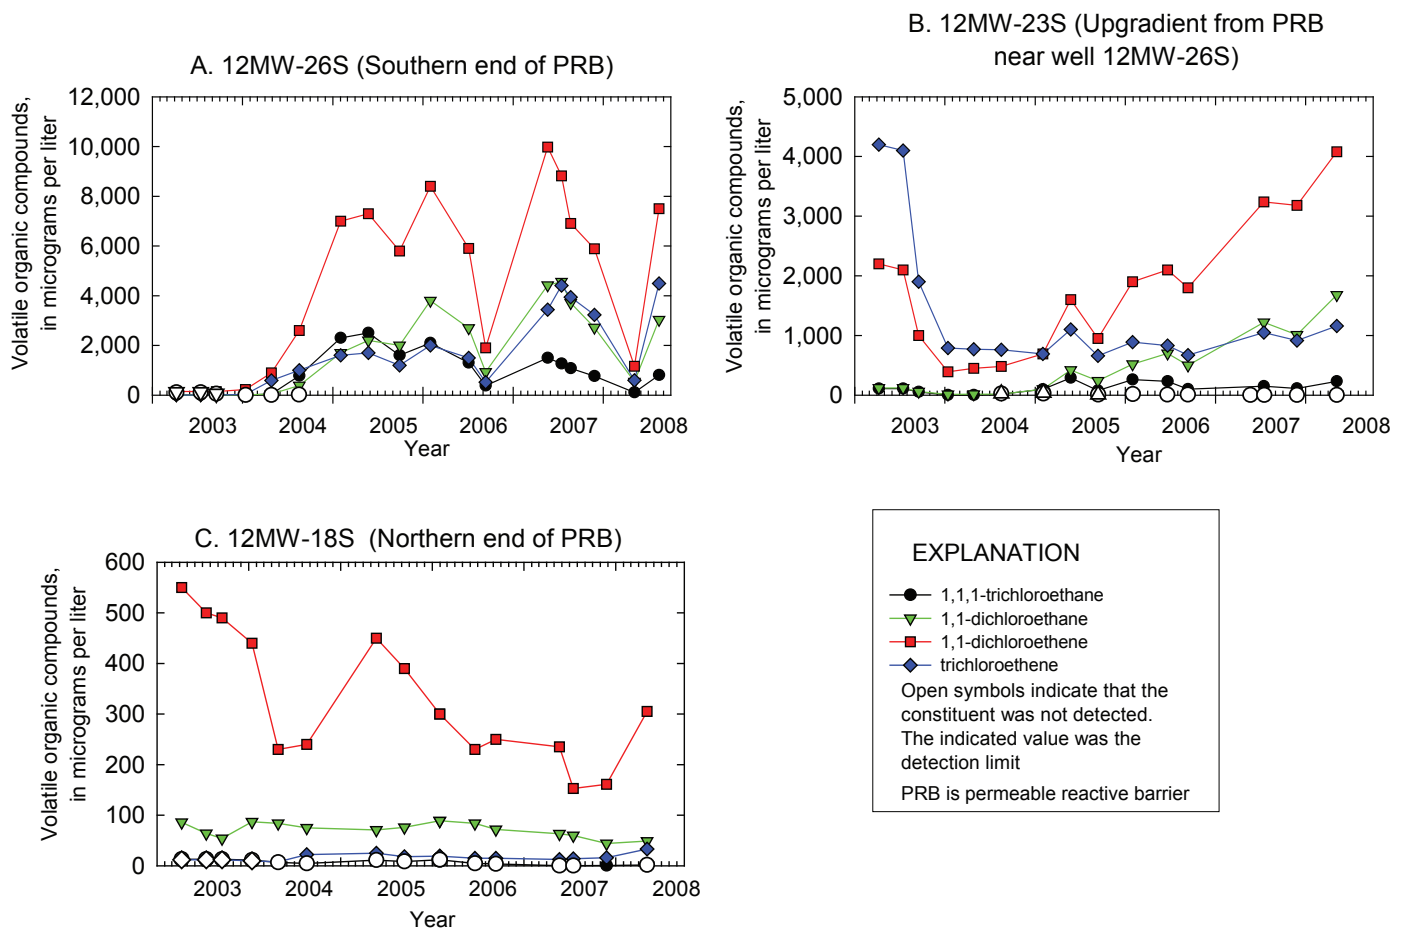 A. 12MW-26S (Southern end of PRB)
Volatile organic compounds,
in micrograms per liter
12,000
10,000
8,000
6,000
4,000
2,000
0
2003 2004 2005 2006 2007 2008
Year
B. 12MW-23S (Upgradient from PRB
near well 12MW-26S)
Volatile organic compounds,
in micrograms per liter
5,000
4,000
3,000
2,000
1,000
0
2003 2004 2005 2006 2007 2008
Year
C. 12MW-18S (Northern end of PRB)
Volatile organic compounds,
in micrograms per liter
600
500
400
300
200
100
0
2003 2004 2005 2006 2007 2008
Year
EXPLANATION
1,1,1-trichloroethane
1,1-dichloroethane
1,1-dichloroethene
trichloroethene
Open symbols indicate that the
constituent was not detected.
The indicated value was the
detection limit
PRB is permeable reactive barrier